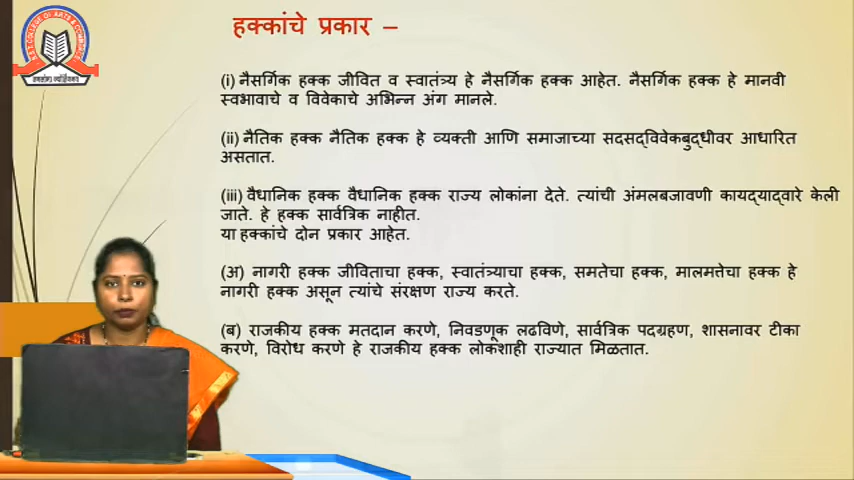 हक्कांचे प्रकार –
(i) नैसर्गिक हक्क जीवित व स्वातंत्र्य हे नैसर्गिक हक्क आहेत. नैसर्गिक हक्क हे मानवी
स्वभावाचे व विवेकाचे अभिन्न अंग मानले.
(ii) नैतिक हक्क नैतिक हक्क हे व्यक्ती आणि समाजाच्या सदसद्विवेकबुद्धीवर आधारित
असतात.
(iii) वैधानिक हक्क वैधानिक हक्क राज्य लोकांना देते. त्यांची अंमलबजावणी कायद्याद्वारे केली
जाते. हे हक्क सार्वत्रिक नाहीत.
या हक्कांचे दोन प्रकार आहेत.
(अ) नागरी हक्क जीविताचा हक्क, स्वातंत्र्याचा हक्क, समतेचा हक्क, मालमत्तेचा हक्क हे
नागरी हक्क असून त्यांचे संरक्षण राज्य करते.
(ब) राजकीय हक्क मतदान करणे, निवडणूक लढविणे, सार्वत्रिक पदग्रहण, शासनावर टीका
करणे, विरोध करणे हे राजकीय हक्क लोकशाही राज्यात मिळतात.